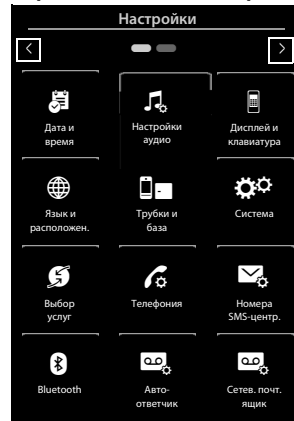 Настройки
Дата и
время
Настройки
аудио
Дисплей и
клавиатура
Язык и
расположен.
Трубки и
база
Система
Выбор
услуг
Телефония
Номера
SMS-центр.
Bluetooth
Авто-
ответчик
Сетев. почт.
ящик